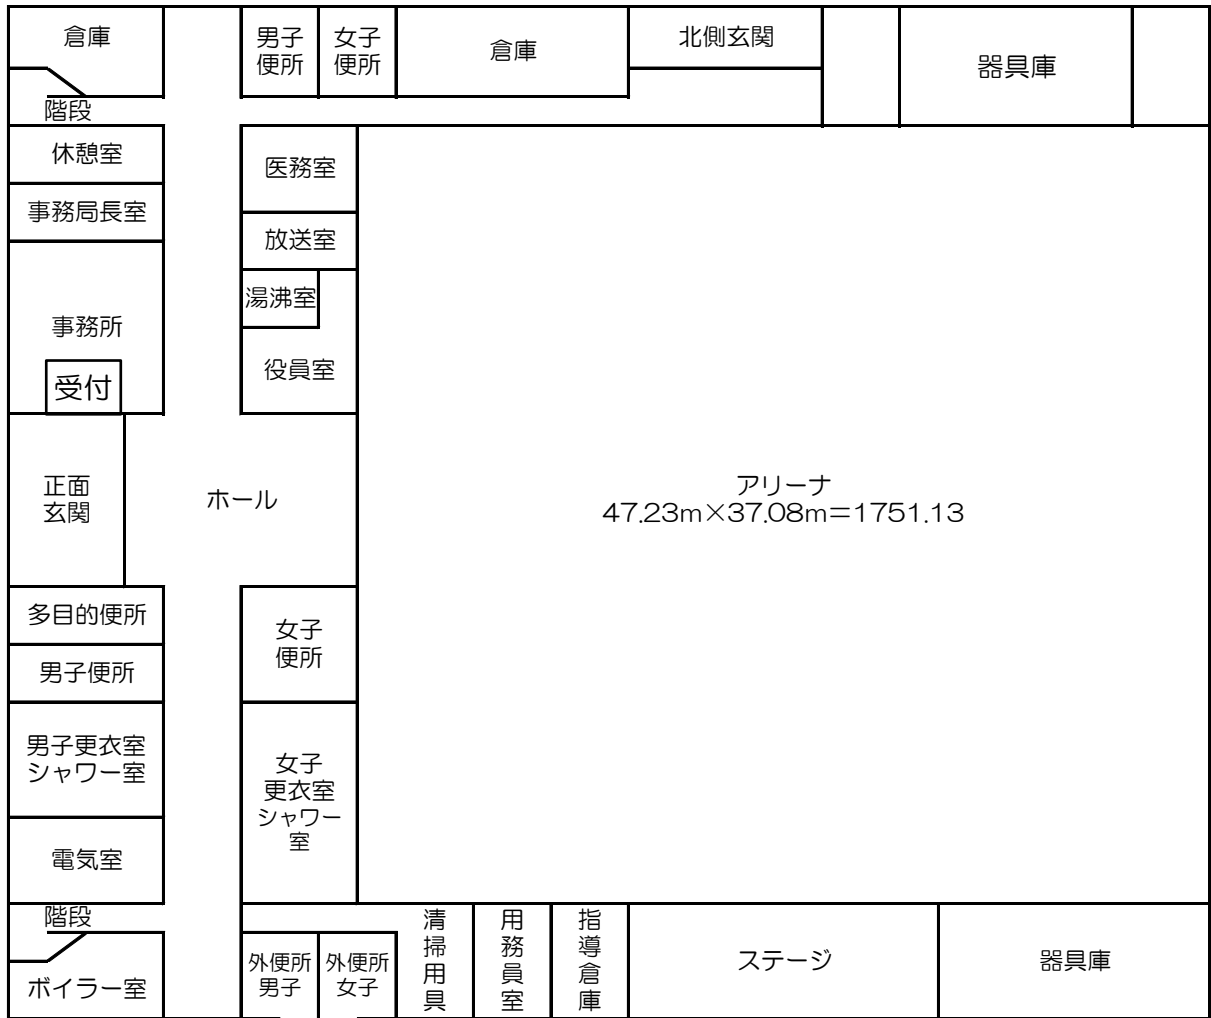 倉庫
男子
便所
女子
便所
倉庫
北側玄関
器具庫
階段
休憩室
医務室
事務局長室
放送室
湯沸室
事務所
役員室
受付
正面
玄関
ホール
アリーナ
47.23m×37.08m＝1751.13
多目的便所
女子
便所
男子便所
男子更衣室
シャワー室
女子
更衣室
シャワー
室
電気室
階段
清掃用具
用務員室
指導倉庫
ステージ
器具庫
外便所
男子
外便所
女子
ボイラー室